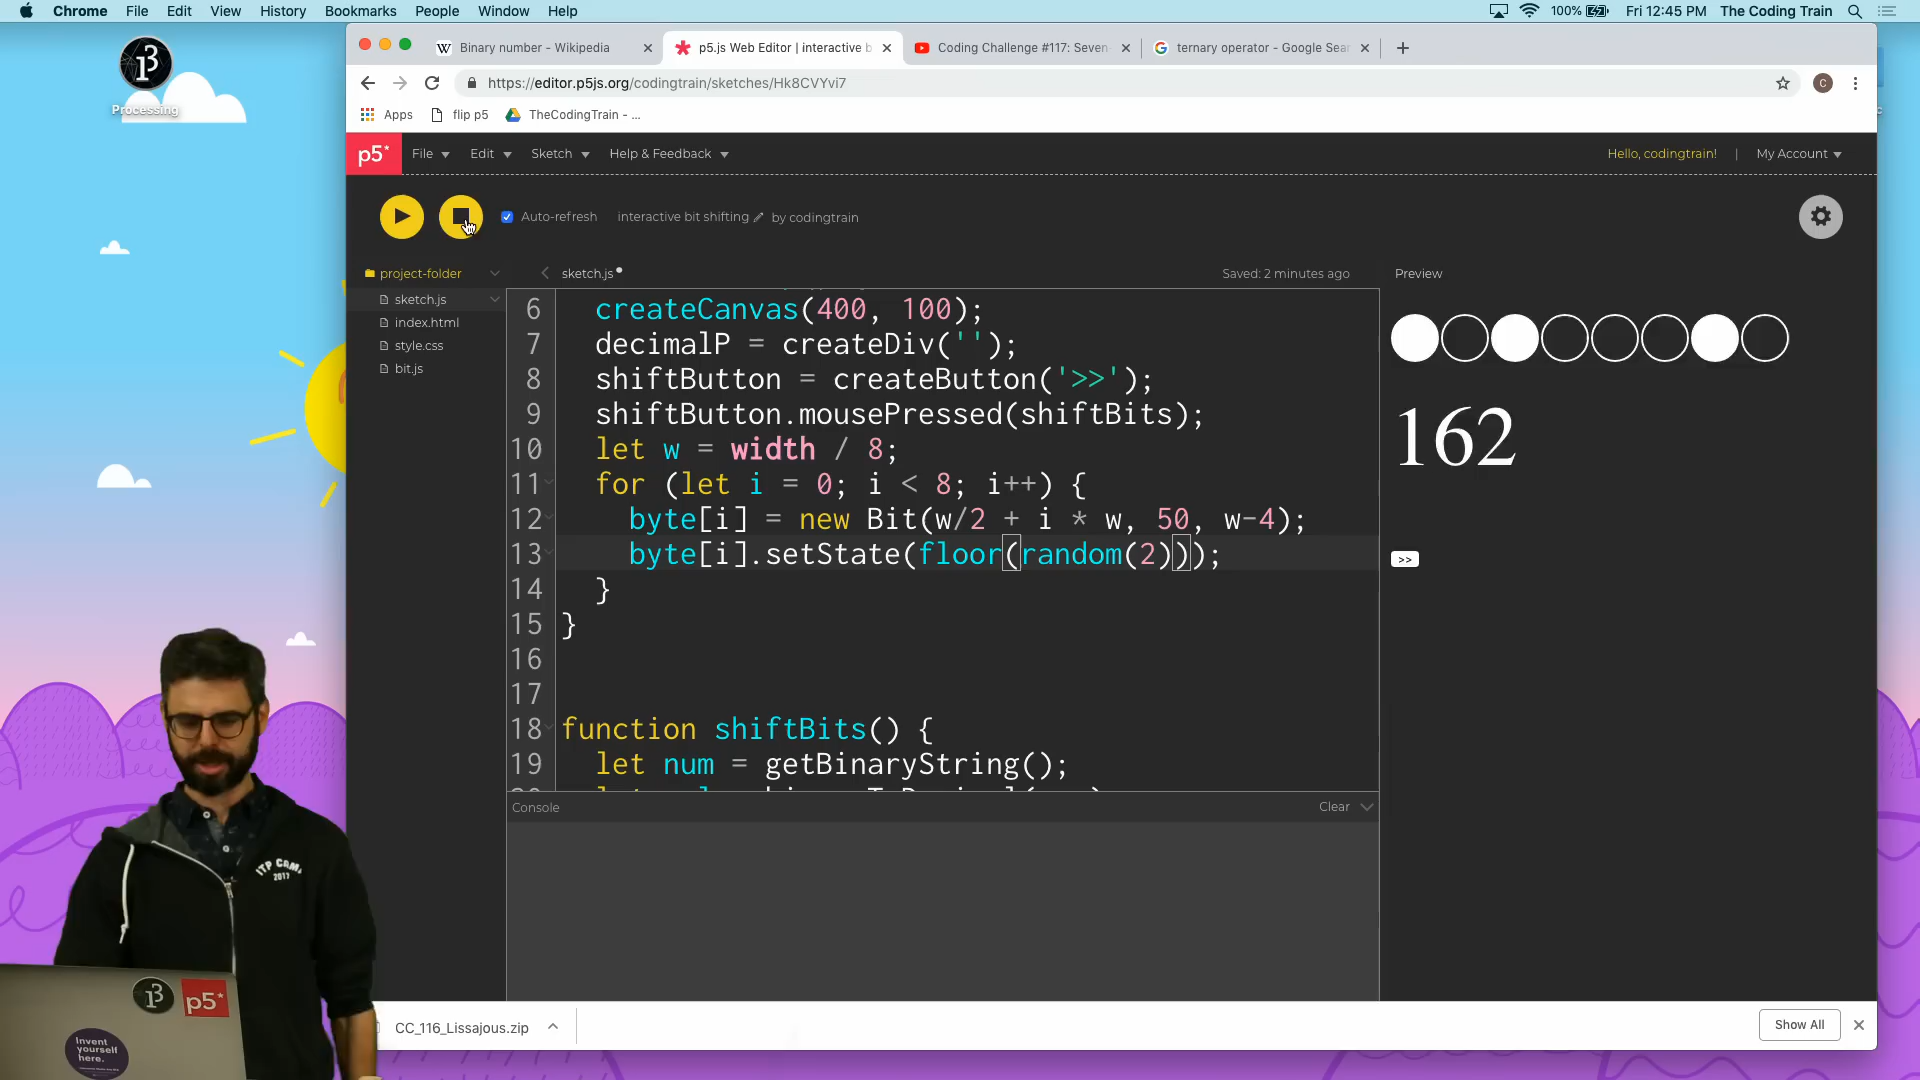 Chrome File Edit View History Bookmarks People Window Help 100% Fri 12:45 PM The Coding Train
Processing
Binary number - Wikipedia
p5.js Web Editor | interactive b
Coding Challenge #117: Seven-
ternary operator - Google Sear
https://editor.p5js.org/codingtrain/sketches/Hk8CVYvi7
C
Apps flip p5 TheCodingTrain - ...
p5* File Edit Sketch Help & Feedback Hello, codingtrain! | My Account
Auto-refresh interactive bit shifting by codingtrain
project-folder
sketch.js
index.html
style.css
bit.js
sketch.js Saved: 2 minutes ago Preview
6 createCanvas(400, 100);
7 decimalP = createDiv('');
8 shiftButton = createButton('>>');
9 shiftButton.mousePressed(shiftBits);
10 let w = width / 8;
11 for (let i = 0; i < 8; i++) {
12 byte[i] = new Bit(w/2 + i * w, 50, w-4);
13 byte[i].setState(floor(random(2)));
14 }
15 }
16
17
18 function shiftBits() {
19 let num = getBinaryString();
162
>>
Console Clear
ITP CAMP
2017
p5*
Invent
yourself
here.
CC_116_Lissajous.zip
Show All